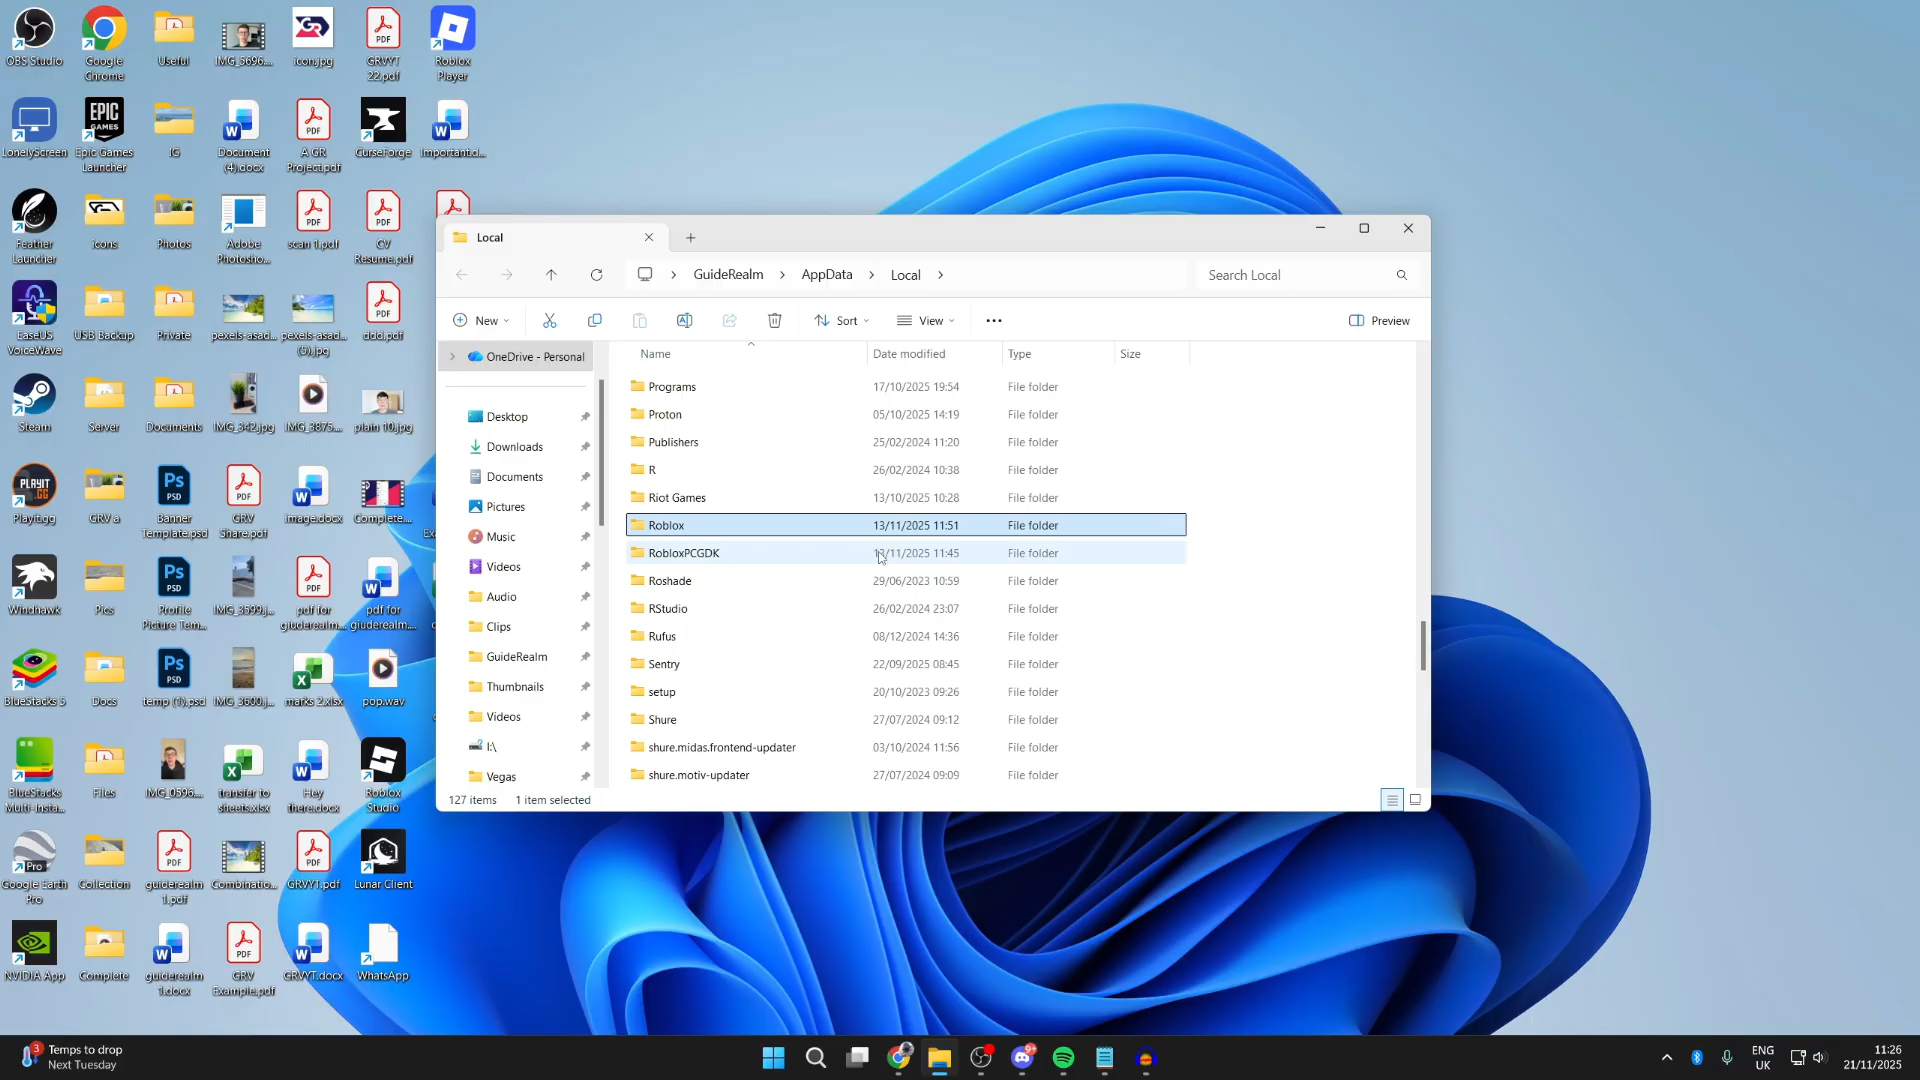 OBS Studio
Google Chrome
Useful
IMG_5696....
icon.jpg
GRVYT 22.pdf
Roblox Player
LonelyScreen
Epic Games Launcher
IG
Document (4).docx
A GR Project.pdf
CurseForge
Important.d...
Feather Launcher
icons
Photos
Adobe Photosho...
scan 1.pdf
CV Resume.pdf
EaseUS VoiceWave
USB Backup
Private
pexels-asad...
pexels-asad... (5).jpg
ddd.pdf
Steam
Server
Documents
IMG_342.jpg
IMG_3875....
plain 10.jpg
Playit.gg
GRV a
Banner Template.psd
GRV Share.pdf
image.docx
Complete....
Windhawk
Pics
Profile Picture Tem...
IMG_3599.j...
pdf for giuderealm...
pdf for giuderealm....
BlueStacks 5
Docs
temp (1).psd
IMG_3600.j...
marks 2.xlsx
pop.wav
BlueStacks Multi-Insta...
Files
IMG_0596....
transfer to sheets.xlsx
Hey there.docx
Roblox Studio
Google Earth Pro
Collection
guiderealm 1.pdf
Combinatio...
GRVYT.pdf
Lunar Client
NVIDIA App
Complete
guiderealm 1.docx
GRV Example.pdf
GRVYT.docx
WhatsApp
Local
GuideRealm > AppData > Local >
Search Local
New
Sort
View
Preview
OneDrive - Personal
Desktop
Downloads
Documents
Pictures
Music
Videos
Audio
Clips
GuideRealm
Thumbnails
Videos
I:\
Vegas
Name Date modified Type Size
Programs 17/10/2025 19:54 File folder
Proton 05/10/2025 14:19 File folder
Publishers 25/02/2024 11:20 File folder
R 26/02/2024 10:38 File folder
Riot Games 13/10/2025 10:28 File folder
Roblox 13/11/2025 11:51 File folder
RobloxPCGDK 13/11/2025 11:45 File folder
Roshade 29/06/2023 10:59 File folder
RStudio 26/02/2024 23:07 File folder
Rufus 08/12/2024 14:36 File folder
Sentry 22/09/2025 08:45 File folder
setup 20/10/2023 09:26 File folder
Shure 27/07/2024 09:12 File folder
shure.midas.frontend-updater 03/10/2024 11:56 File folder
shure.motiv-updater 27/07/2024 09:09 File folder
127 items 1 item selected
3
Temps to drop
Next Tuesday
9+
ENG
UK
11:26
21/11/2025